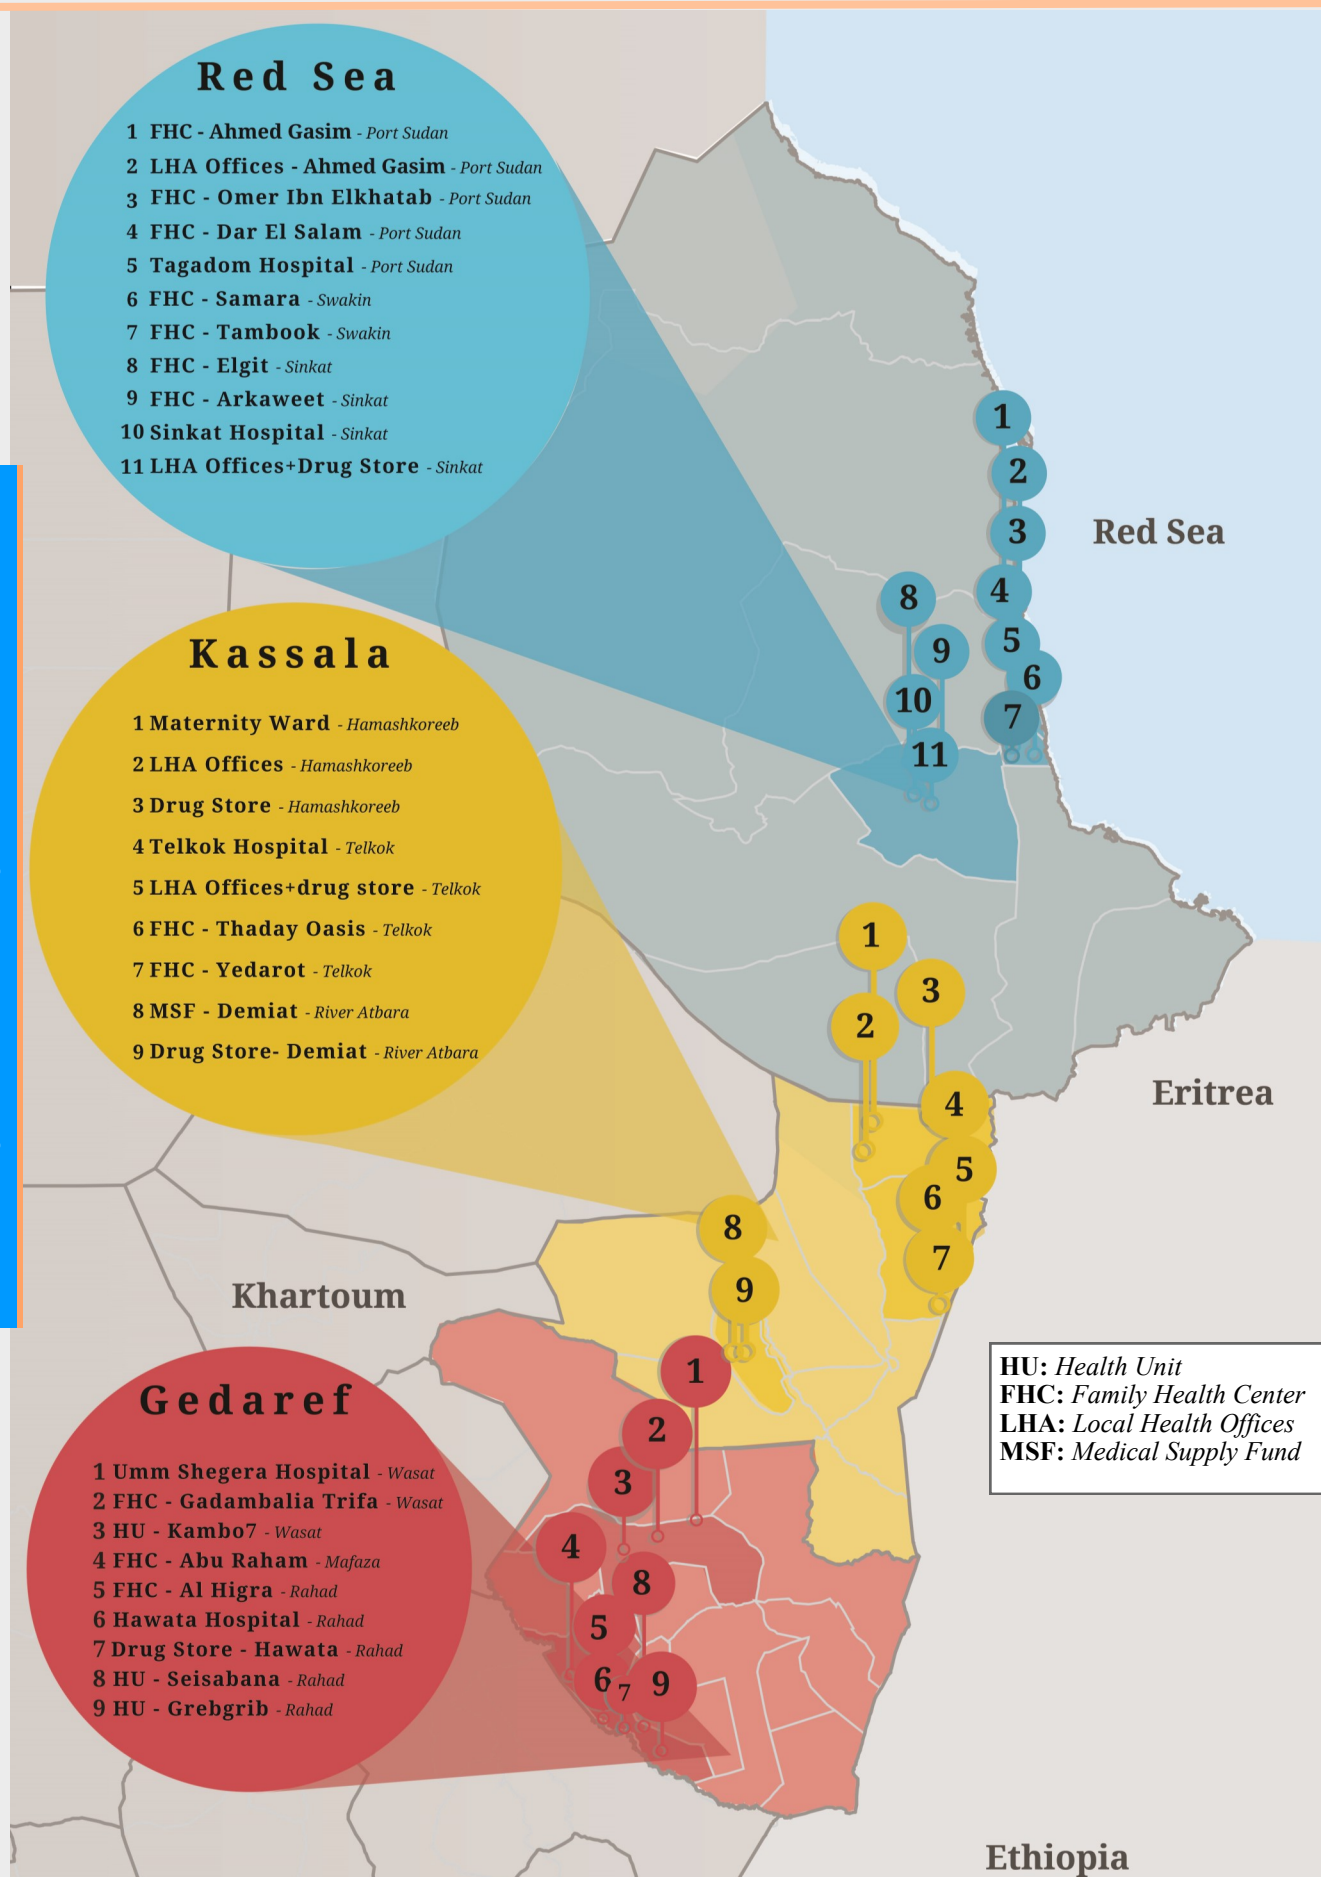 Red Sea
1 FHC - Ahmed Gasim - Port Sudan
2 LHA Offices - Ahmed Gasim - Port Sudan
3 FHC - Omer Ibn Elkhatab - Port Sudan
4 FHC - Dar El Salam - Port Sudan
5 Tagadom Hospital - Port Sudan
6 FHC - Samara - Swakin
7 FHC - Tambook - Swakin
8 FHC - Elgit - Sinkat
9 FHC - Arkaweet - Sinkat
10 Sinkat Hospital - Sinkat
11 LHA Offices+Drug Store - Sinkat
1
2
3
Red Sea
4
8
5
9
6
10
7
11
Kassala
1 Maternity Ward - Hamashkoreeb
2 LHA Offices - Hamashkoreeb
3 Drug Store - Hamashkoreeb
4 Telkok Hospital - Telkok
5 LHA Offices+drug store - Telkok
6 FHC - Thaday Oasis - Telkok
7 FHC - Yedarot - Telkok
8 MSF - Demiat - River Atbara
9 Drug Store- Demiat - River Atbara
1
3
2
Eritrea
4
5
6
8
7
9
Khartoum
HU: Health Unit
FHC: Family Health Center
LHA: Local Health Offices
MSF: Medical Supply Fund
Gedaref
1 Umm Shegera Hospital - Wasat
2 FHC - Gadambalia Trifa - Wasat
3 HU - Kambo7 - Wasat
4 FHC - Abu Raham - Mafaza
5 FHC - Al Higra - Rahad
6 Hawata Hospital - Rahad
7 Drug Store - Hawata - Rahad
8 HU - Seisabana - Rahad
9 HU - Grebgrib - Rahad
1
2
3
4
8
5
6
7
9
Ethiopia